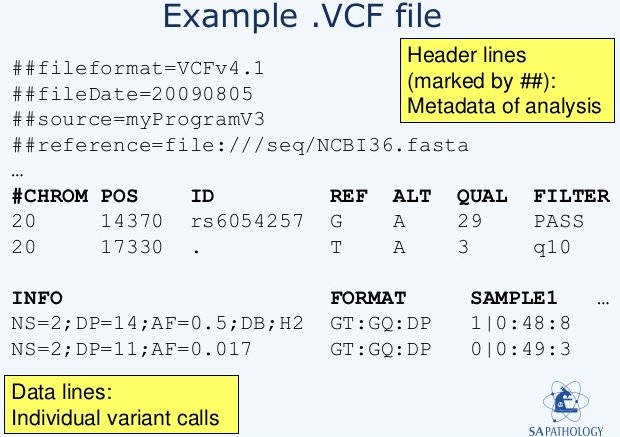 Example .VCF file
Header lines
(marked by ##):
Metadata of analysis
##fileformat=VCFv4.1
##fileDate=20090805
##source=myProgramV3
##reference=file:///seq/NCBI36.fasta
…
#CHROM POS ID REF ALT QUAL FILTER
20 14370 rs6054257 G A 29 PASS
20 17330 . T A 3 q10
INFO FORMAT SAMPLE1 …
NS=2;DP=14;AF=0.5;DB;H2 GT:GQ:DP 1|0:48:8
NS=2;DP=11;AF=0.017 GT:GQ:DP 0|0:49:3
Data lines:
Individual variant calls
SA PATHOLOGY